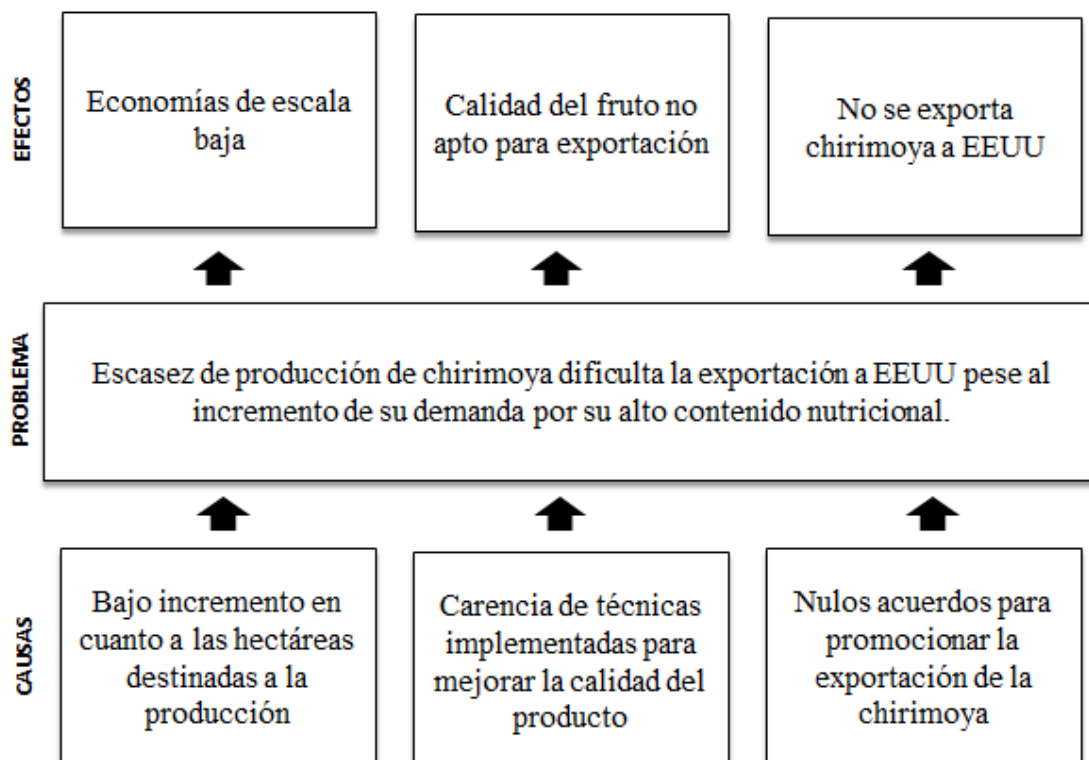 EFECTOS
Economías de escala
baja
Calidad del fruto no
apto para exportación
No se exporta
chirimoya a EEUU
PROBLEMA
Escasez de producción de chirimoya dificulta la exportación a EEUU pese al
incremento de su demanda por su alto contenido nutricional.
CAUSAS
Bajo incremento en
cuanto a las hectáreas
destinadas a la
producción
Carencia de técnicas
implementadas para
mejorar la calidad del
producto
Nulos acuerdos para
promocionar la
exportación de la
chirimoya